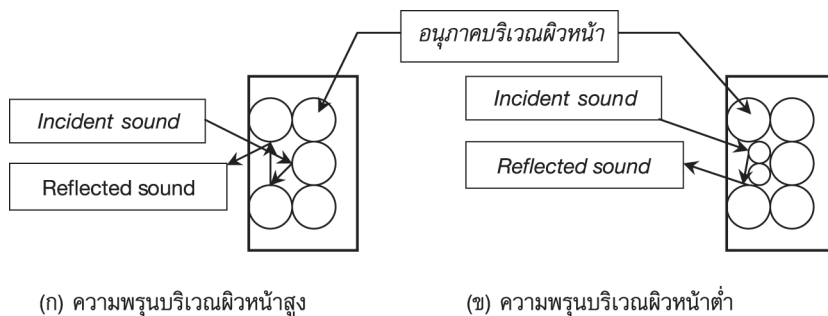 อนุภาคบริเวณผิวหน้า
Incident sound
Reflected sound
Incident sound
Reflected sound
(ก) ความพรุนบริเวณผิวหน้าสูง
(ข) ความพรุนบริเวณผิวหน้าต่ำ